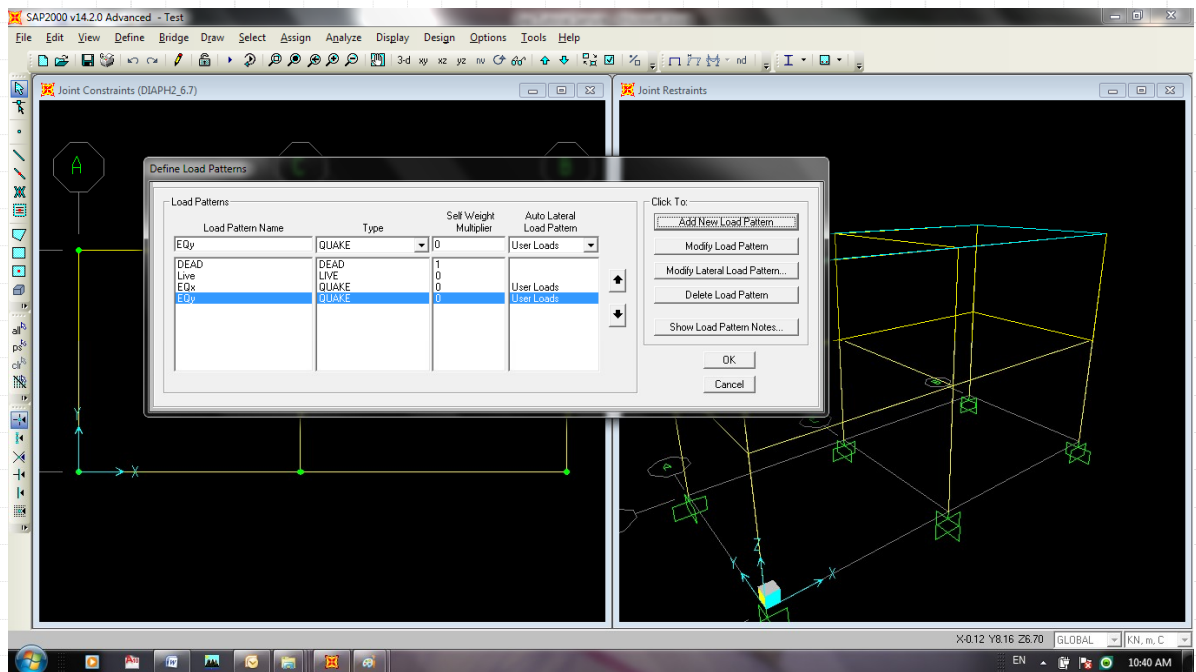 SAP2000 v14.2.0 Advanced - Test
File Edit View Define Bridge Draw Select Assign Analyze Display Design Options Tools Help
3-d xy xz yz nv nd
Joint Constraints (DIAPH2_6.7)
Joint Restraints
A C B
Define Load Patterns
Load Patterns
Click To:
Load Pattern Name Type Self Weight Multiplier Auto Lateral Load Pattern
EQy QUAKE 0 User Loads
DEAD DEAD 1
Live LIVE 0
EQx QUAKE 0 User Loads
EQy QUAKE 0 User Loads
Add New Load Pattern
Modify Load Pattern
Modify Lateral Load Pattern...
Delete Load Pattern
Show Load Pattern Notes...
OK
Cancel
all
ps
clr
Y
X
A
Z
Y
X
X-0.12 Y8.16 Z6.70 GLOBAL KN, m, C
EN 10:40 AM